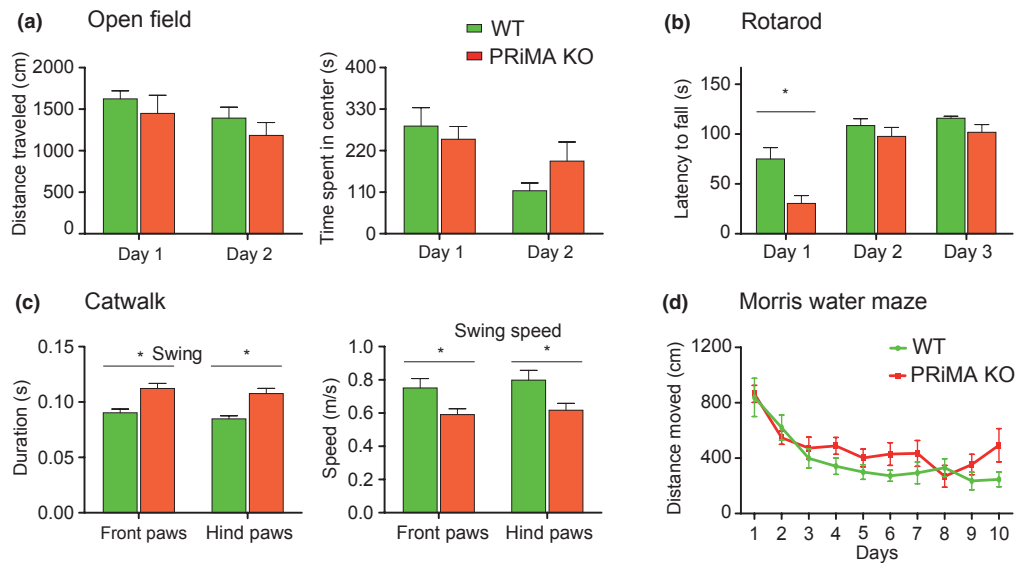 (a) Open field
WT
PRiMA KO
Distance traveled (cm)
2000
1500
1000
500
0
Day 1 Day 2
Time spent in center (s)
400
330
220
110
0
Day 1 Day 2
(b) Rotarod
Latency to fall (s)
150
100
50
0
*
Day 1 Day 2 Day 3
(c) Catwalk
Duration (s)
0.15
0.10
0.05
0.00
* Swing *
Front paws Hind paws
Swing speed
Speed (m/s)
1.0
0.8
0.6
0.4
0.2
0.0
* *
Front paws Hind paws
(d) Morris water maze
WT
PRiMA KO
Distance moved (cm)
1200
800
400
0
1 2 3 4 5 6 7 8 9 10
Days